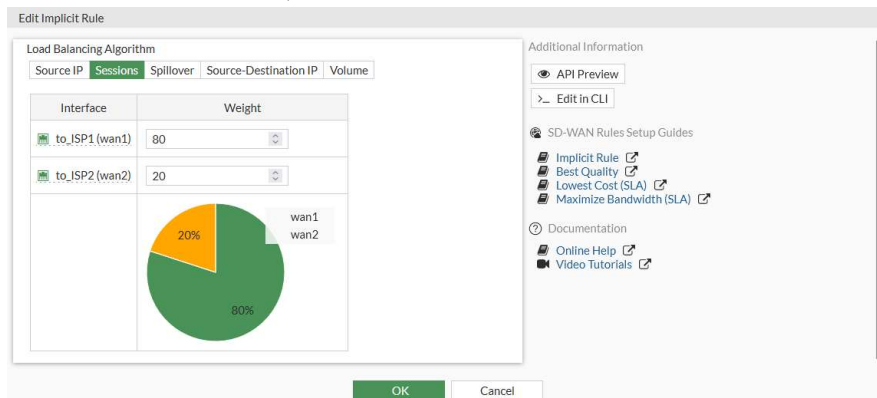 Edit Implicit Rule
Load Balancing Algorithm
Source IP Sessions Spillover Source-Destination IP Volume
Interface Weight
to_ISP1 (wan1) 80
to_ISP2 (wan2) 20
wan1
wan2
20%
80%
Additional Information
API Preview
>_ Edit in CLI
SD-WAN Rules Setup Guides
Implicit Rule
Best Quality
Lowest Cost (SLA)
Maximize Bandwidth (SLA)
? Documentation
Online Help
Video Tutorials
OK Cancel